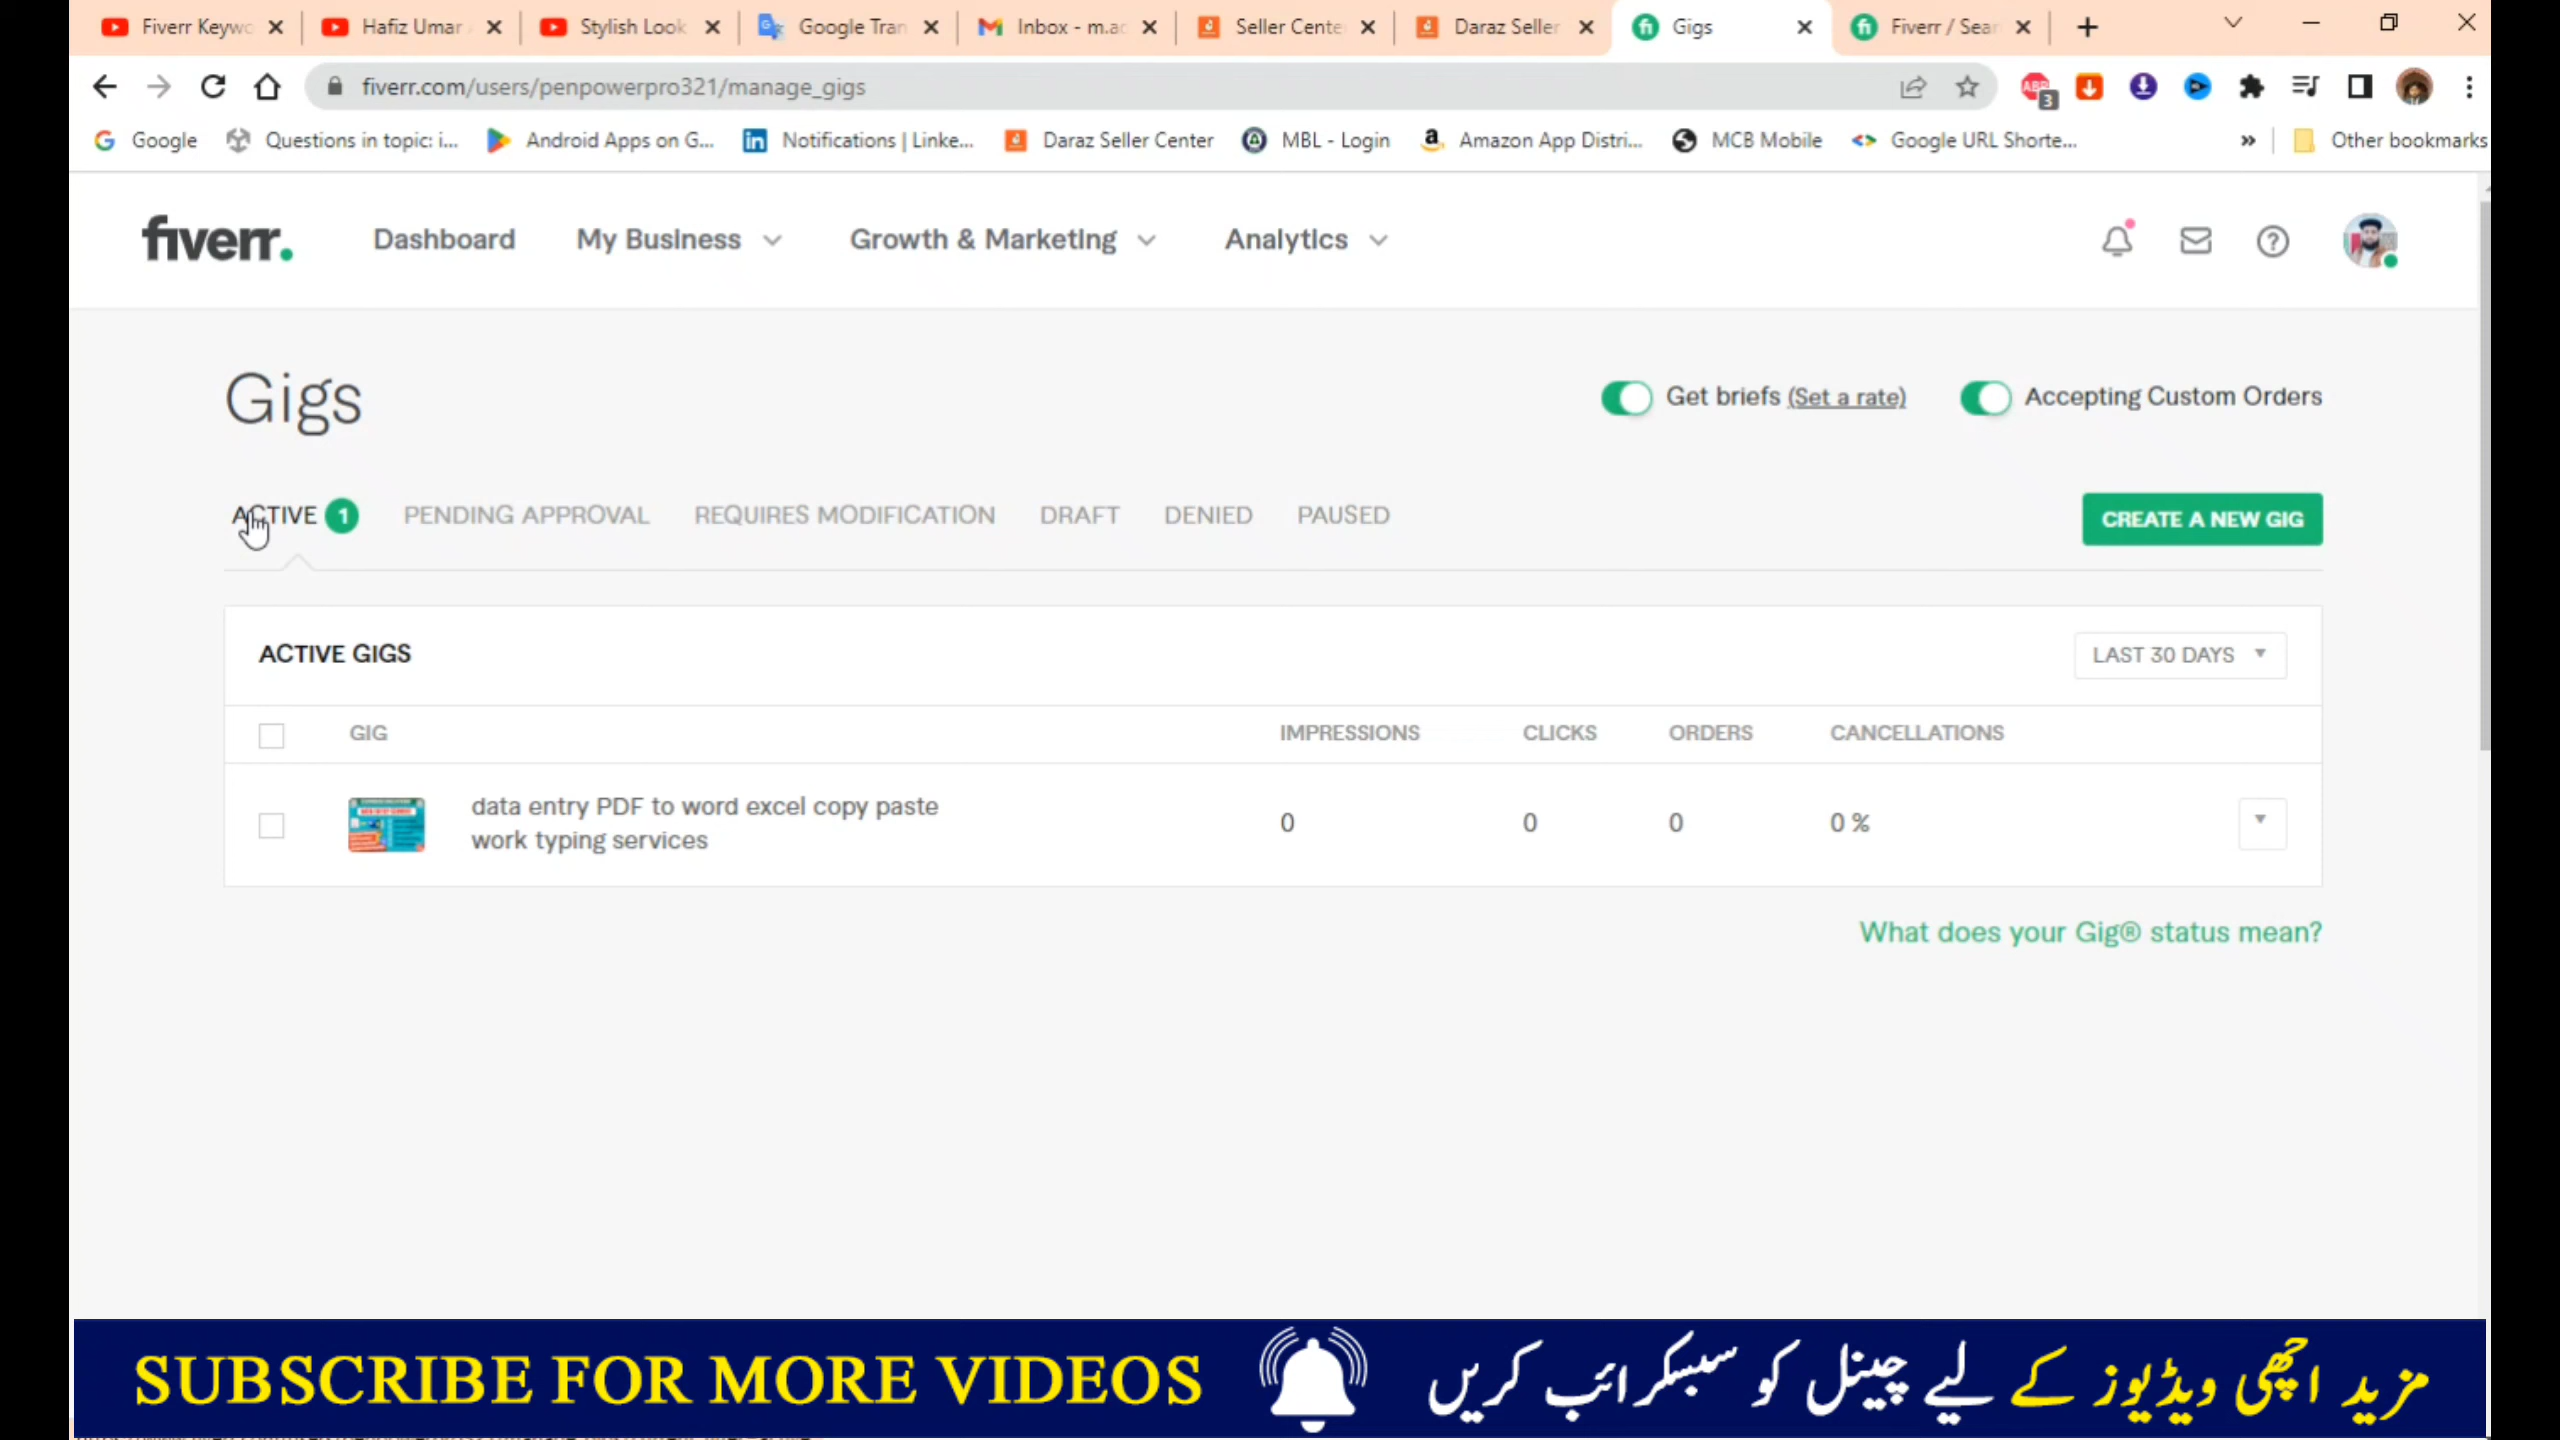 Fiverr Keywo
Hafiz Umar
Stylish Look
Google Tran
Inbox - m.ac
Seller Cente
Daraz Seller
Gigs
Fiverr / Sear
fiverr.com/users/penpowerpro321/manage_gigs
ABP
3
Google
Questions in topic: i...
Android Apps on G...
Notifications | Linke...
Daraz Seller Center
MBL - Login
Amazon App Distri...
MCB Mobile
Google URL Shorte...
»
Other bookmarks
fiverr.
Dashboard
My Business
Growth & Marketing
Analytics
Gigs
Get briefs (Set a rate)
Accepting Custom Orders
ACTIVE 1
PENDING APPROVAL
REQUIRES MODIFICATION
DRAFT
DENIED
PAUSED
CREATE A NEW GIG
ACTIVE GIGS
LAST 30 DAYS
GIG
IMPRESSIONS
CLICKS
ORDERS
CANCELLATIONS
data entry PDF to word excel copy paste
work typing services
0
0
0
0 %
What does your Gig® status mean?
SUBSCRIBE FOR MORE VIDEOS
مزید اچھی ویڈیوز کے لیے چینل کو سبسکرائب کریں